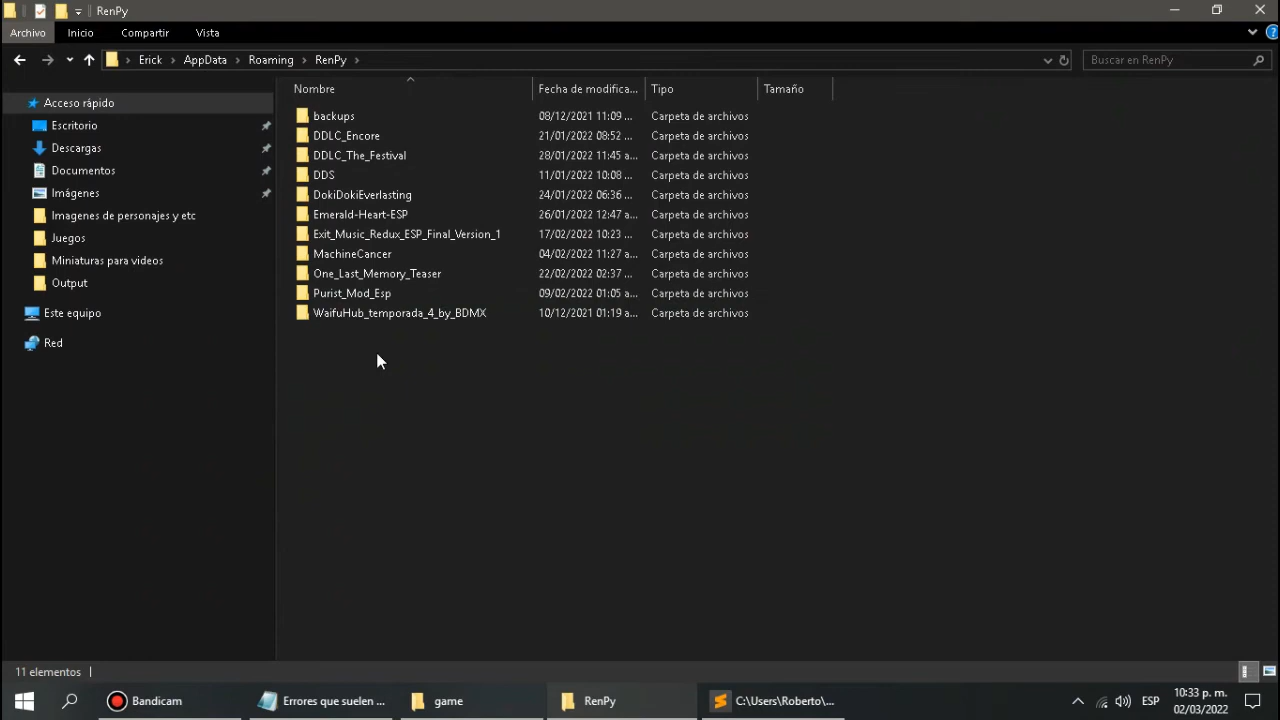 RenPy
Archivo Inicio Compartir Vista
Erick AppData Roaming RenPy Buscar en RenPy
Nombre Fecha de modifica... Tipo Tamaño
Acceso rápido
Escritorio
Descargas
Documentos
Imágenes
Imagenes de personajes y etc
Juegos
Miniaturas para videos
Output
Este equipo
Red
backups 08/12/2021 11:09 ... Carpeta de archivos
DDLC_Encore 21/01/2022 08:52 ... Carpeta de archivos
DDLC_The_Festival 28/01/2022 11:45 a... Carpeta de archivos
DDS 11/01/2022 10:08 ... Carpeta de archivos
DokiDokiEverlasting 24/01/2022 06:36 ... Carpeta de archivos
Emerald-Heart-ESP 26/01/2022 12:47 a... Carpeta de archivos
Exit_Music_Redux_ESP_Final_Version_1 17/02/2022 10:23 ... Carpeta de archivos
MachineCancer 04/02/2022 11:27 a... Carpeta de archivos
One_Last_Memory_Teaser 22/02/2022 02:37 ... Carpeta de archivos
Purist_Mod_Esp 09/02/2022 01:05 a... Carpeta de archivos
WaifuHub_temporada_4_by_BDMX 10/12/2021 01:19 a... Carpeta de archivos
11 elementos
Bandicam Errores que suelen ... game RenPy C:\Users\Roberto\... ESP 10:33 p. m.
02/03/2022